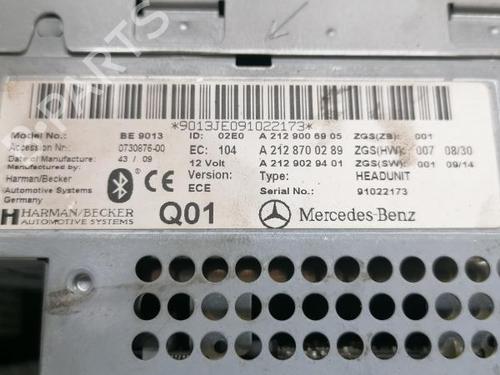 *9013JE091022173*
Model No.: BE 9013 ID: 02E0 A 212 900 69 05 ZGS(ZB): 001
Accession Nr: 0730876-00 EC: 104 A 212 870 02 89 ZGS(HW): 007 08/30
Date of Manufacture: 43 / 09 12 Volt A 212 902 94 01 ZGS(SW): 001 09/14
Manufactured by: Version: Type: HEADUNIT
Harman/Becker ECE Serial No.: 91022173
Automotive Systems
Germany
HARMAN/BECKER
AUTOMOTIVE SYSTEMS
Q01
Mercedes-Benz